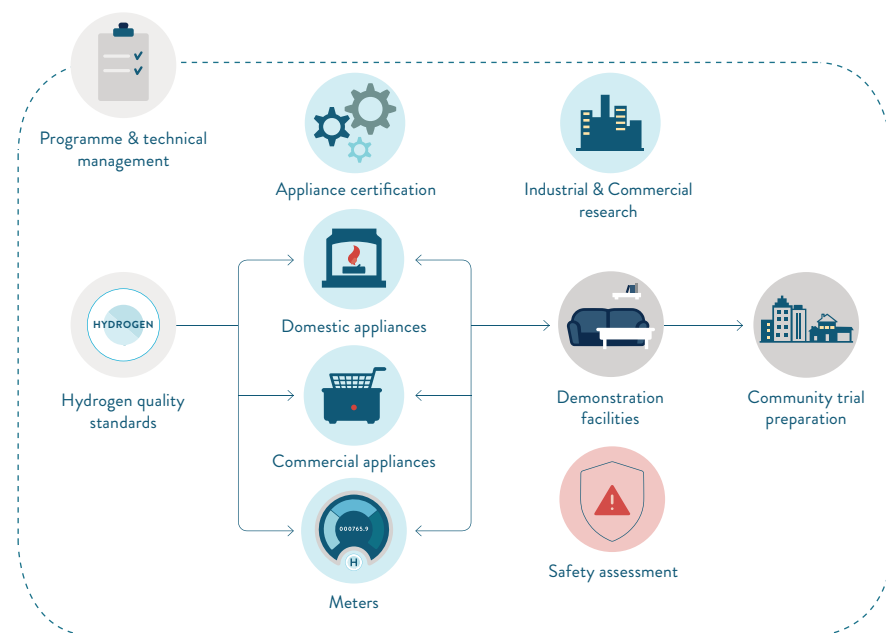 Programme & technical
management
Appliance certification
Industrial & Commercial
research
HYDROGEN
Hydrogen quality
standards
Domestic appliances
Commercial appliances
000765.9
H
Meters
Demonstration
facilities
Community trial
preparation
Safety assessment